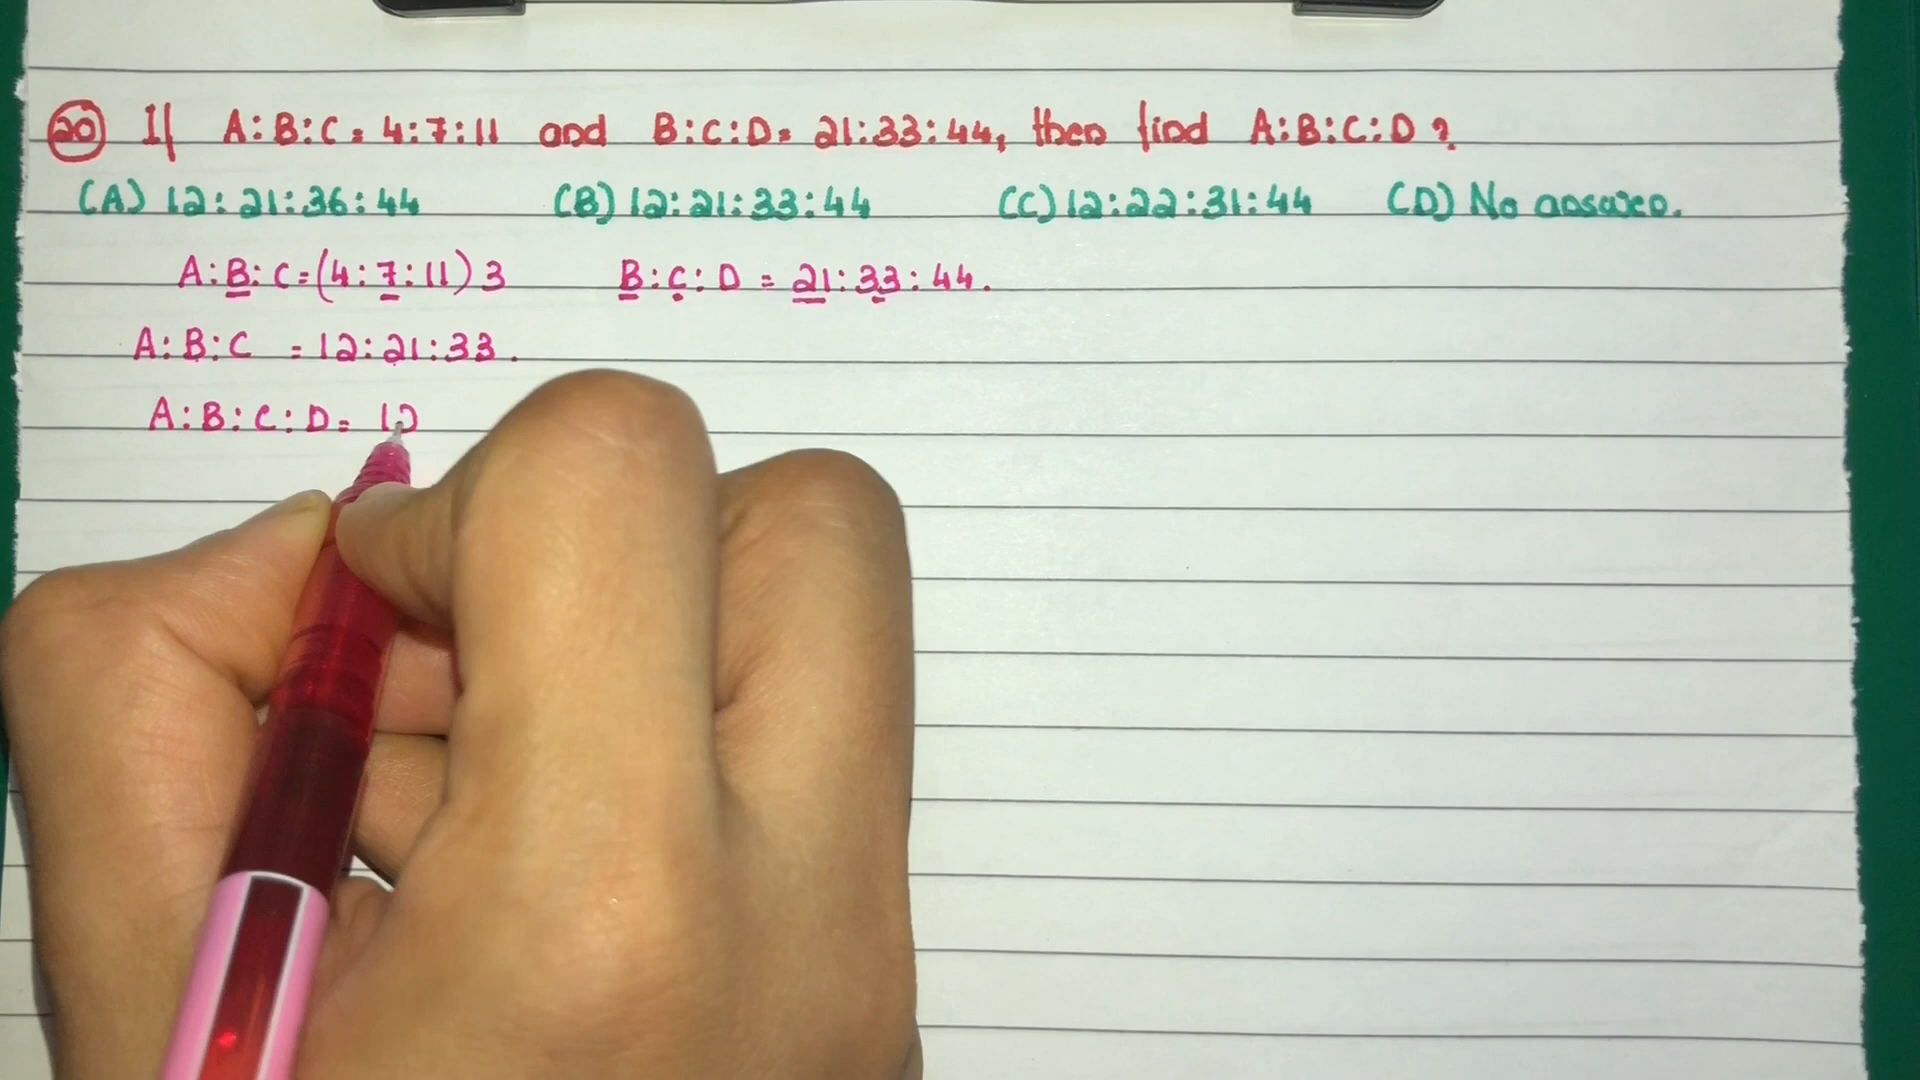 20 If A:B:C = 4:7:11 and B:C:D = 21:33:44, then find A:B:C:D ?
(A) 12:21:36:44 (B) 12:21:33:44 (C) 12:22:31:44 (D) No answer.
A:B:C = (4:7:11) 3 B:C:D = 21:33:44.
A:B:C = 12:21:33.
A:B:C:D = 12